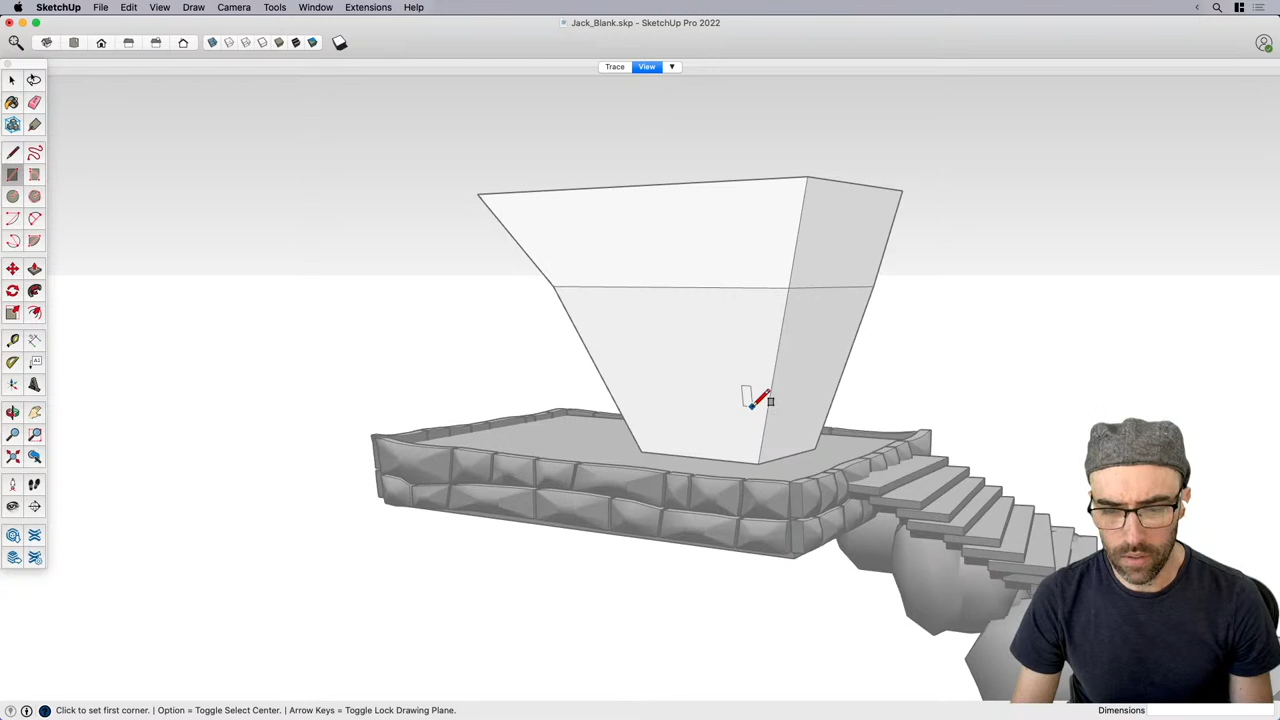 SketchUp File Edit View Draw Camera Tools Window Extensions Help
Jack_Blank.skp - SketchUp Pro 2022
Trace View ▼
A1
Click to set first corner. | Option = Toggle Select Center. | Arrow Keys = Toggle Lock Drawing Plane. Dimensions